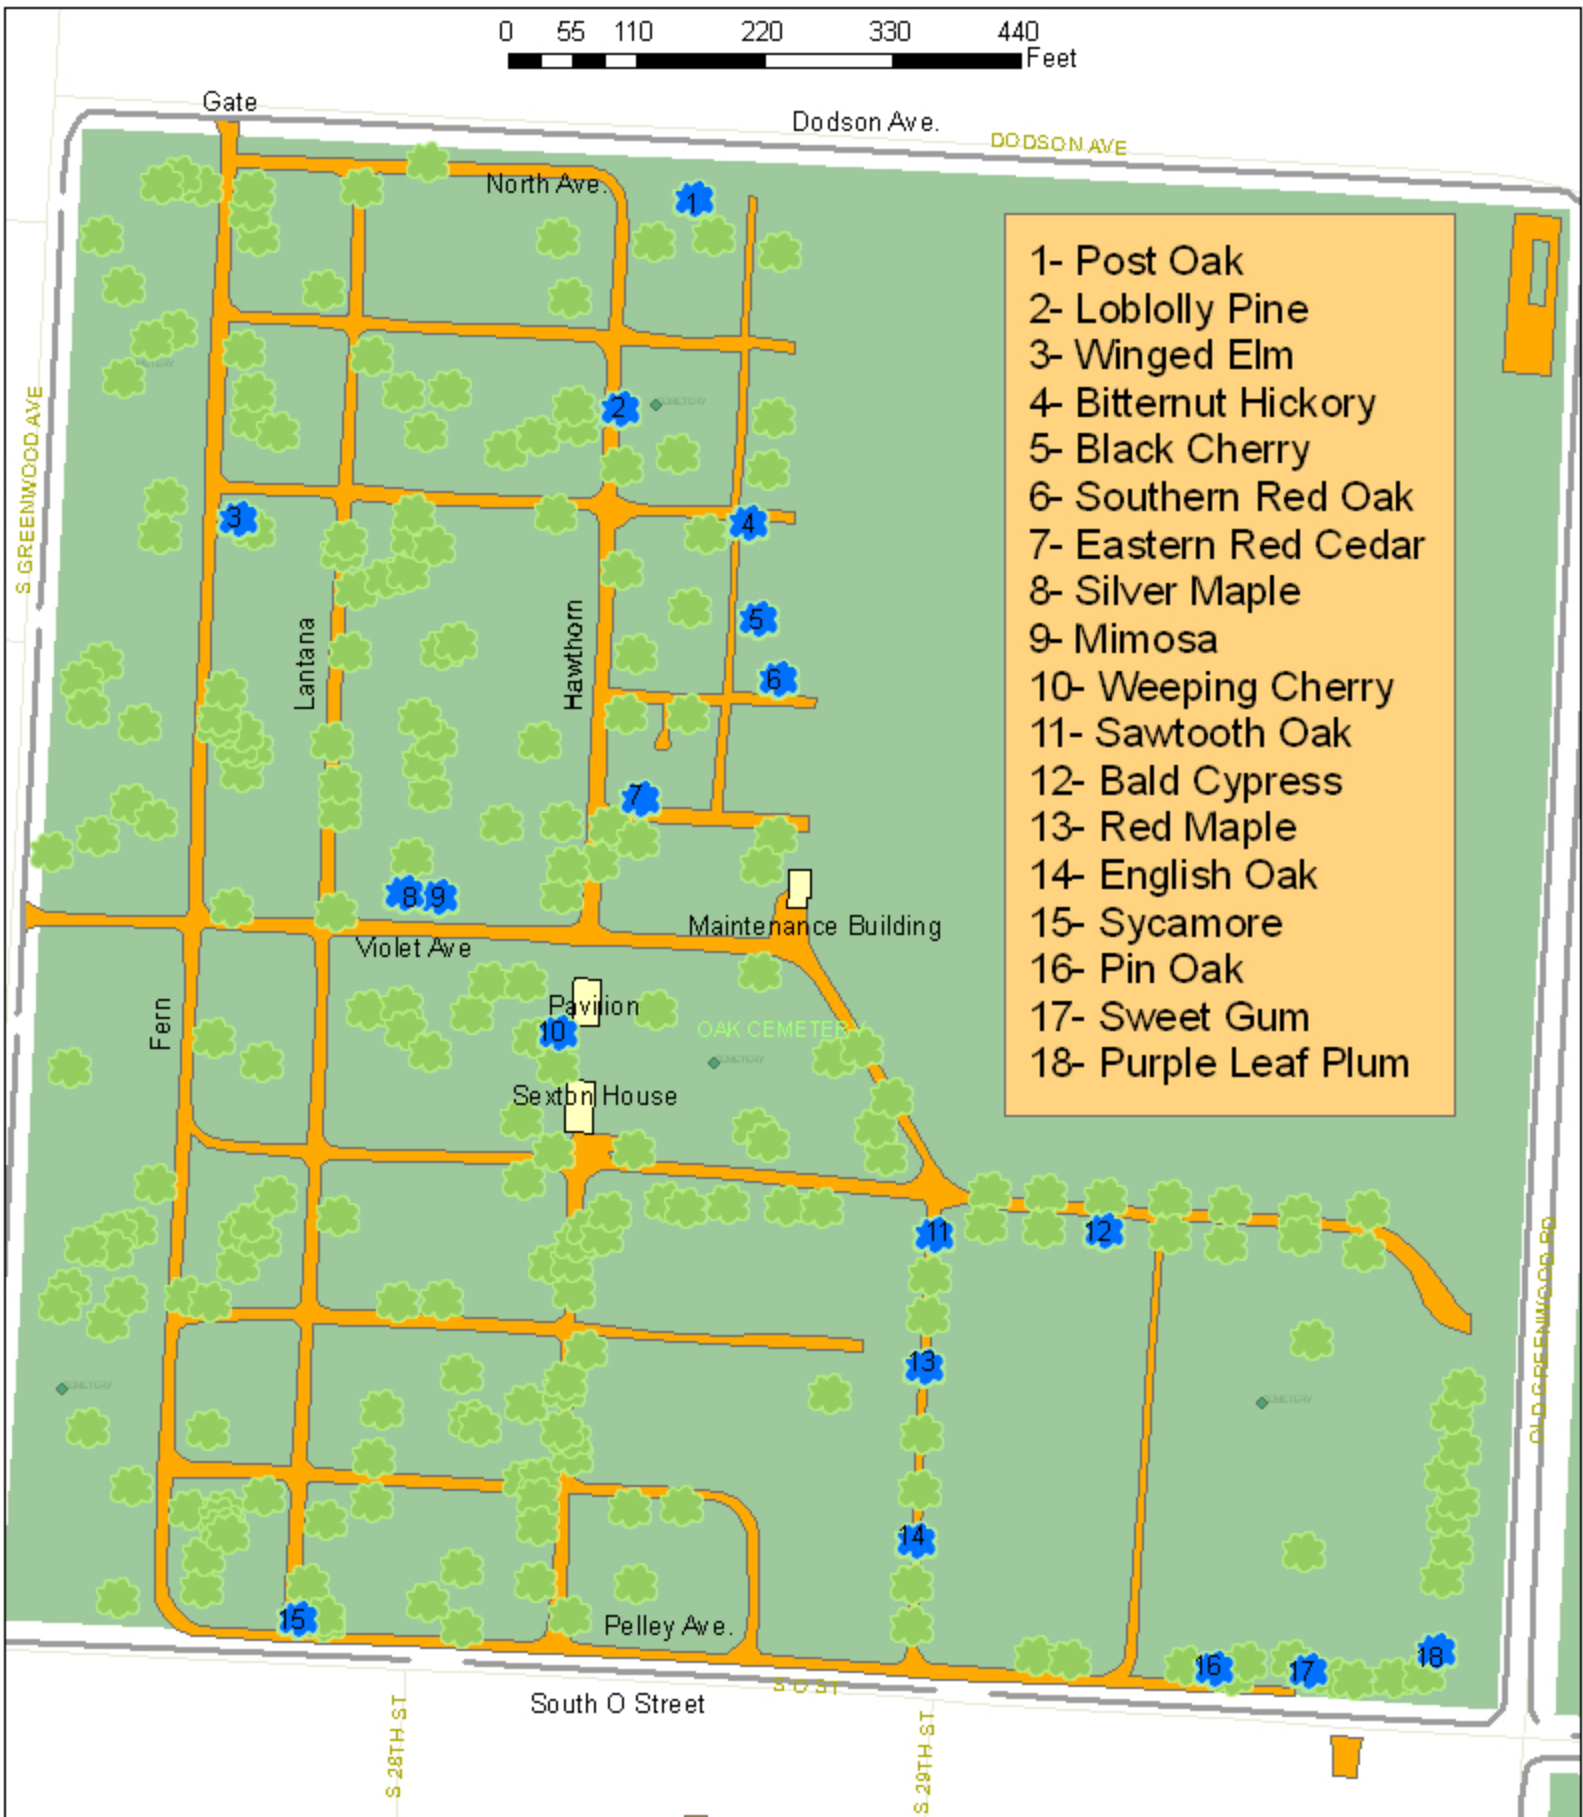 0 55 110 220 330 440
Feet
Gate
Dodson Ave.
DODSON AVE
North Ave.
1
1- Post Oak
2- Loblolly Pine
3- Winged Elm
4- Bitternut Hickory
5- Black Cherry
6- Southern Red Oak
7- Eastern Red Cedar
8- Silver Maple
9- Mimosa
10- Weeping Cherry
11- Sawtooth Oak
12- Bald Cypress
13- Red Maple
14- English Oak
15- Sycamore
16- Pin Oak
17- Sweet Gum
18- Purple Leaf Plum
2
CEMETERY
S GREENWOOD AVE
3
4
5
Lantana
Hawthorn
6
7
8
9
Maintenance Building
Violet Ave
Fern
Pavilion
10
OAK CEMETERY
CEMETERY
Sexton House
11
12
OLD GREENWOOD RD
13
CEMETERY
CEMETERY
14
15
Pelley Ave.
16
17
18
S O ST
South O Street
S 28TH ST
S 29TH ST